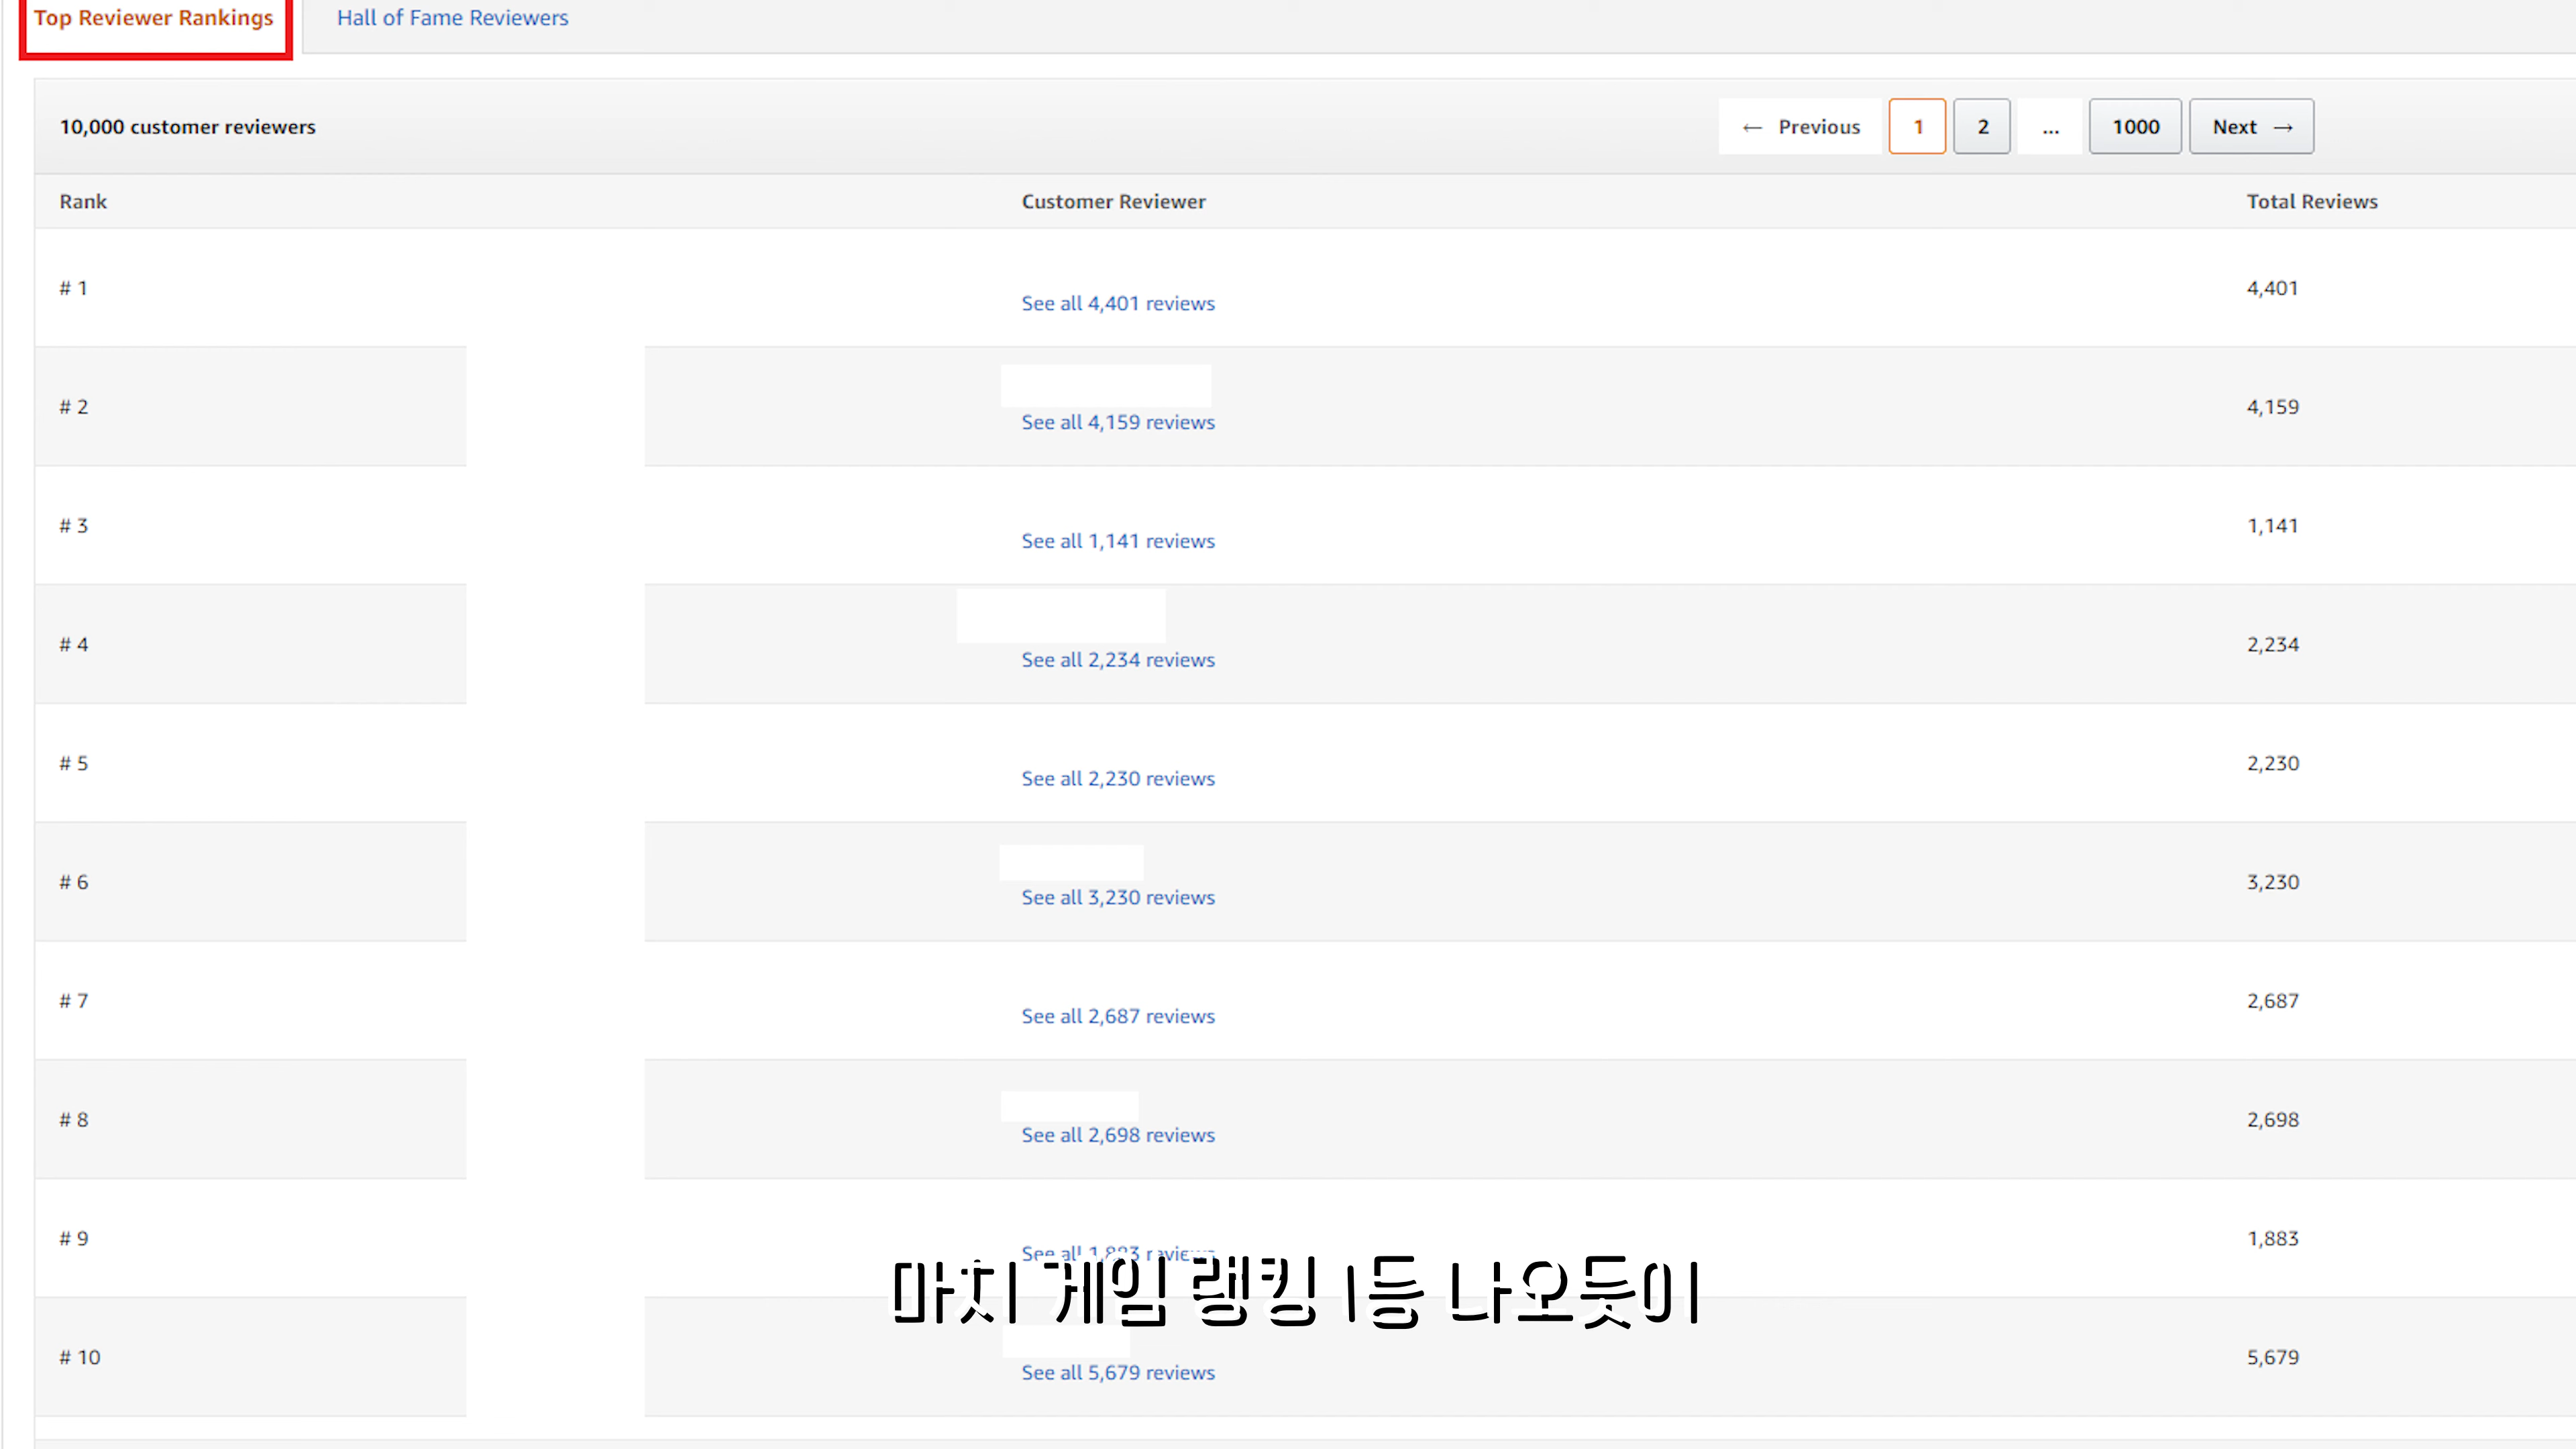 Top Reviewer Rankings
Hall of Fame Reviewers
10,000 customer reviewers
← Previous 1 2 ... 1000 Next →
Rank Customer Reviewer Total Reviews
# 1 4,401
See all 4,401 reviews
# 2 4,159
See all 4,159 reviews
# 3 1,141
See all 1,141 reviews
# 4 2,234
See all 2,234 reviews
# 5 2,230
See all 2,230 reviews
# 6 3,230
See all 3,230 reviews
# 7 2,687
See all 2,687 reviews
# 8 2,698
See all 2,698 reviews
# 9 1,883
See all 1,883 reviews
마치 게임 랭킹 1등 나오듯이
# 10 5,679
See all 5,679 reviews